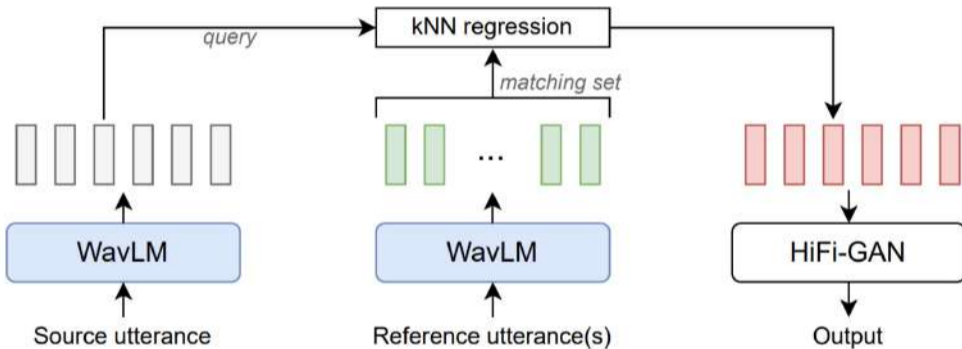 kNN regression
query
matching set
...
WavLM
WavLM
HiFi-GAN
Source utterance
Reference utterance(s)
Output